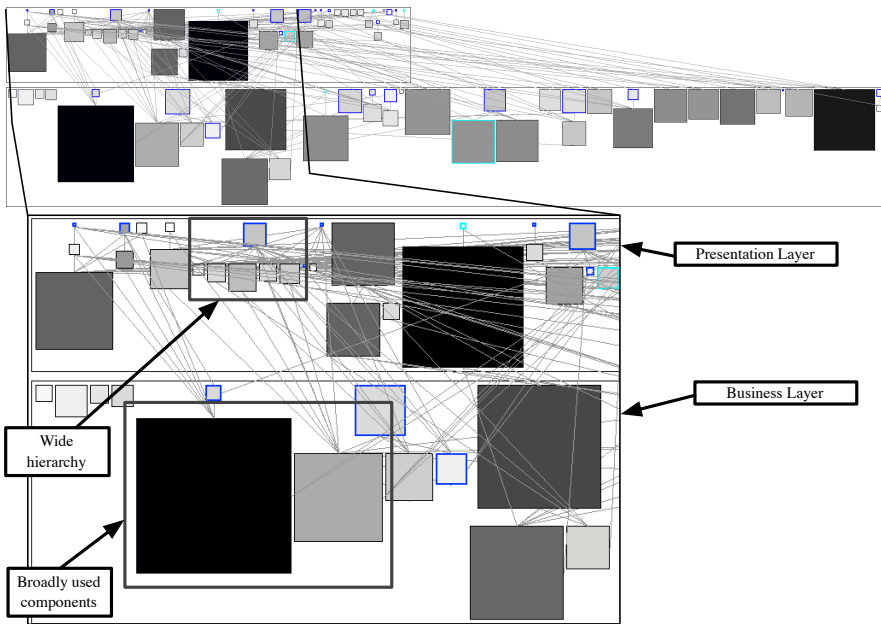 Presentation Layer
Business Layer
Wide
hierarchy
Broadly used
components